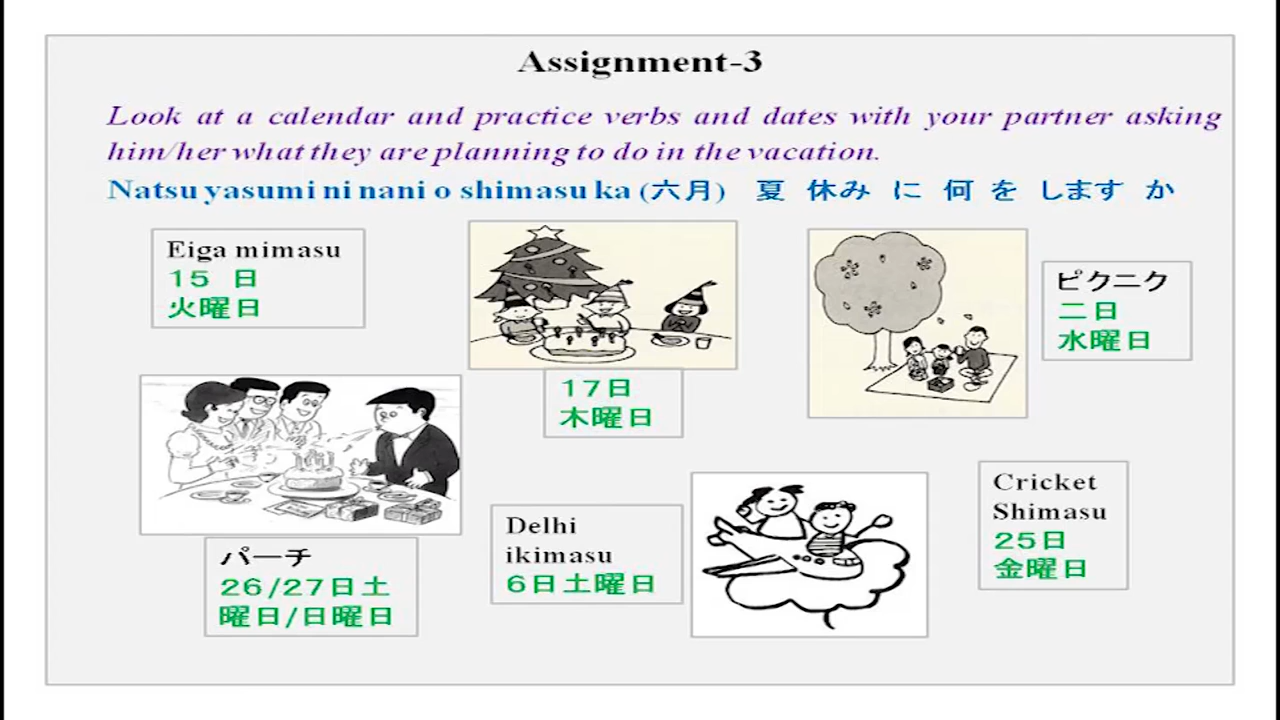 Assignment-3
Look at a calendar and practice verbs and dates with your partner asking
him/her what they are planning to do in the vacation.
Natsu yasumi ni nani o shimasu ka (六月) 夏 休み に 何 を します か
Eiga mimasu
15 日
火曜日
17日
木曜日
ピクニク
二日
水曜日
パーチ
26/27日土
曜日/日曜日
Delhi
ikimasu
6日土曜日
Cricket
Shimasu
25日
金曜日